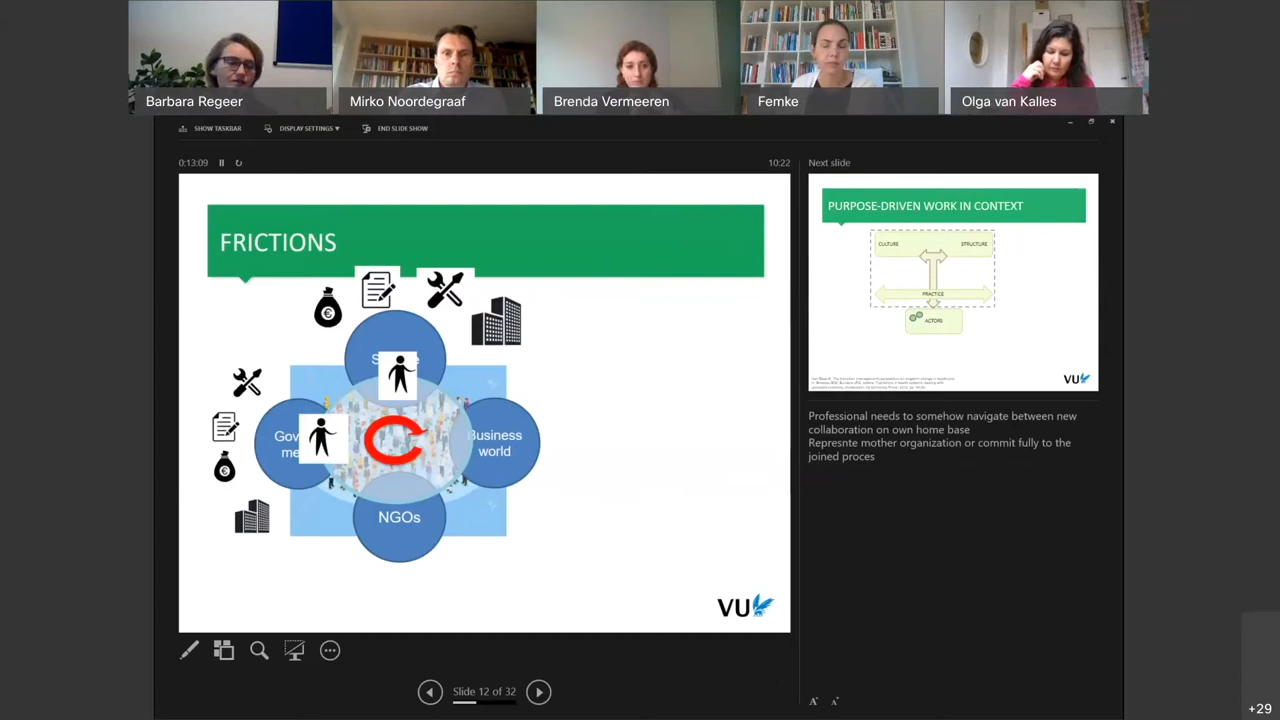 Barbara Regeer
Mirko Noordegraaf
Brenda Vermeeren
Femke
Olga van Kalles
SHOW TASKBAR
DISPLAY SETTINGS
END SLIDE SHOW
0:13:09
10:22
Next slide
FRICTIONS
Business
world
NGOs
VU
PURPOSE-DRIVEN WORK IN CONTEXT
CULTURE
STRUCTURE
PRACTICE
ACTORS
VU
Professional needs to somehow navigate between new
collaboration on own home base
Represnte mother organization or commit fully to the
joined proces
Slide 12 of 32
+29